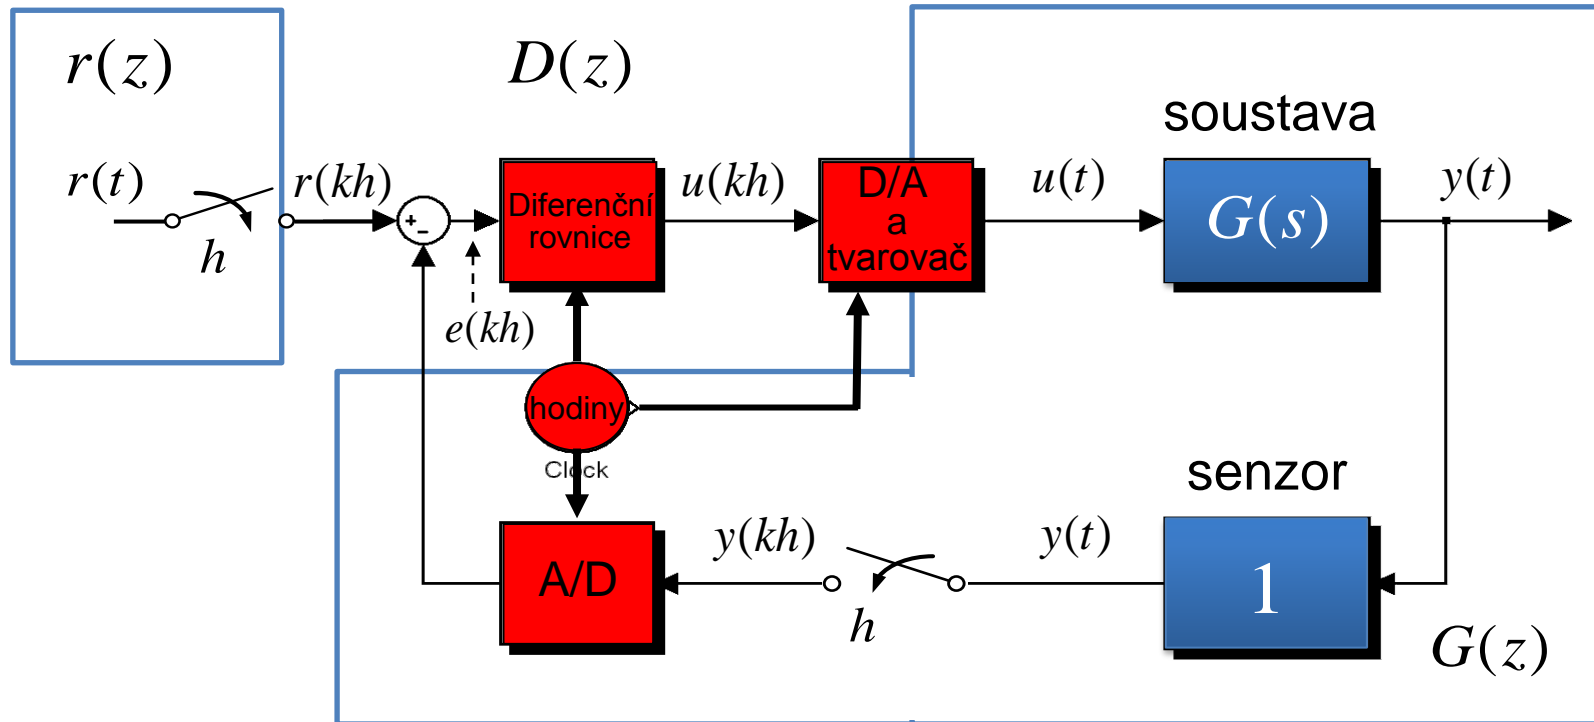 r(z)
D(z)
soustava
r(t)
r(kh)
h
+
−
Diferenční
rovnice
e(kh)
u(kh)
D/A
a
tvarovač
u(t)
G(s)
y(t)
hodiny
Clock
senzor
A/D
y(kh)
h
y(t)
1
G(z)